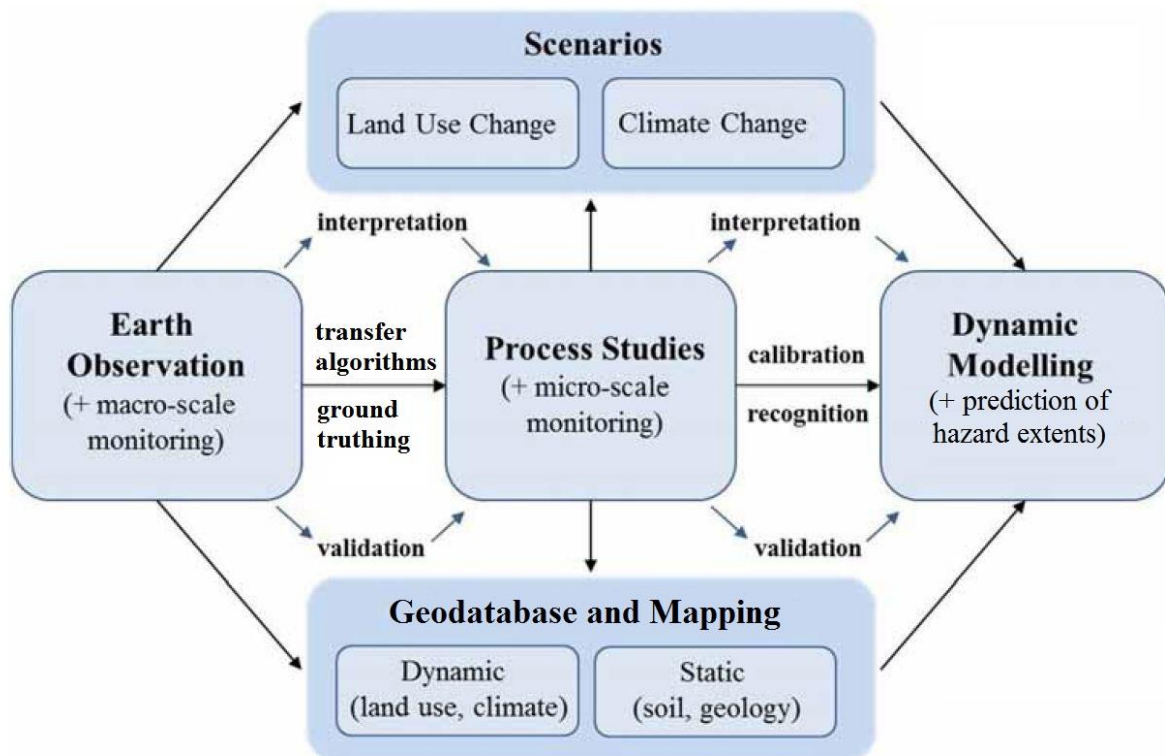 Scenarios
Land Use Change
Climate Change
interpretation
interpretation
Earth
Observation
(+ macro-scale
monitoring)
transfer
algorithms
ground
truthing
Process Studies
(+ micro-scale
monitoring)
calibration
recognition
Dynamic
Modelling
(+ prediction of
hazard extents)
validation
validation
Geodatabase and Mapping
Dynamic
(land use, climate)
Static
(soil, geology)